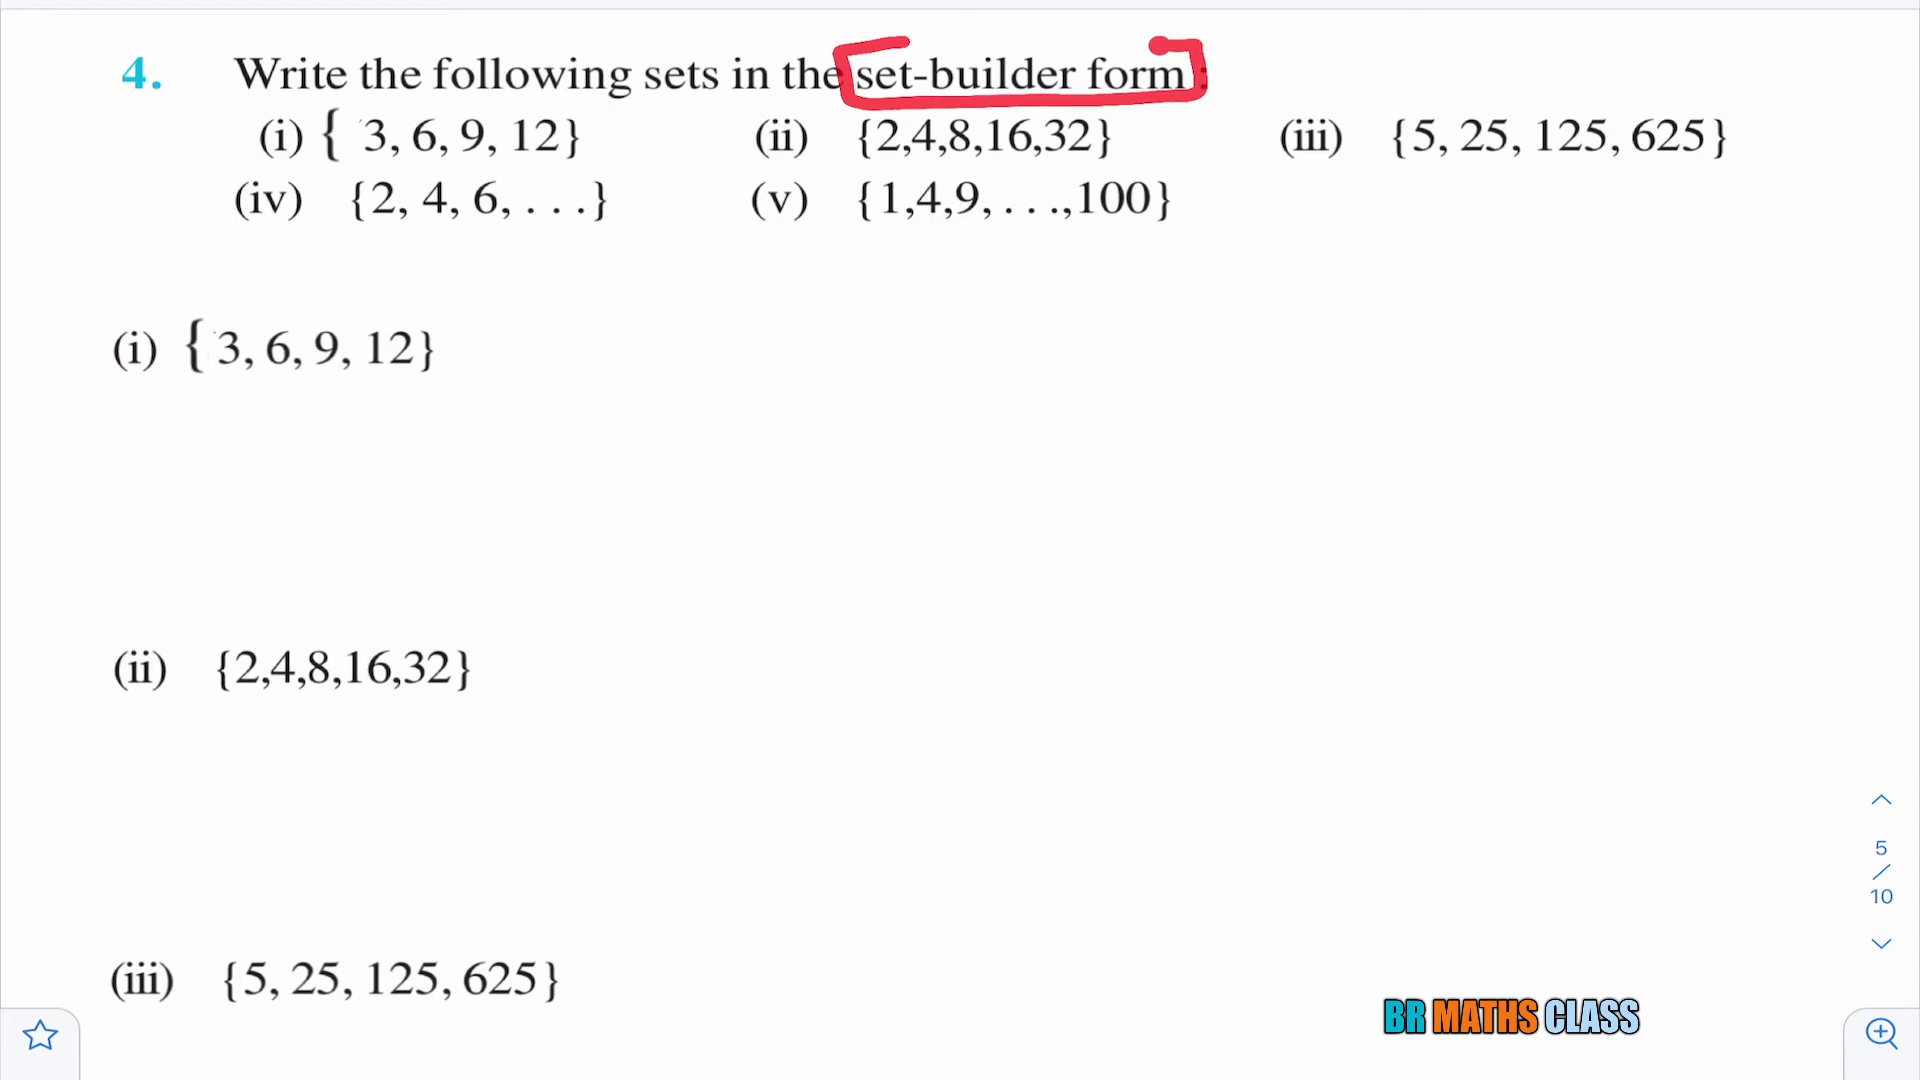 4. Write the following sets in the set-builder form :
(i) { 3, 6, 9, 12} (ii) {2,4,8,16,32} (iii) {5, 25, 125, 625}
(iv) {2, 4, 6, . . .} (v) {1,4,9, . . .,100}
(i) { 3, 6, 9, 12}
(ii) {2,4,8,16,32}
5
/
10
(iii) {5, 25, 125, 625}
BR MATHS CLASS